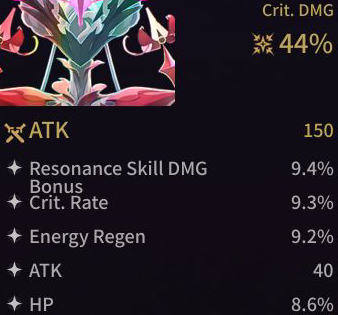 Crit. DMG
44%
ATK 150
Resonance Skill DMG 9.4%
Bonus
Crit. Rate 9.3%
Energy Regen 9.2%
ATK 40
HP 8.6%